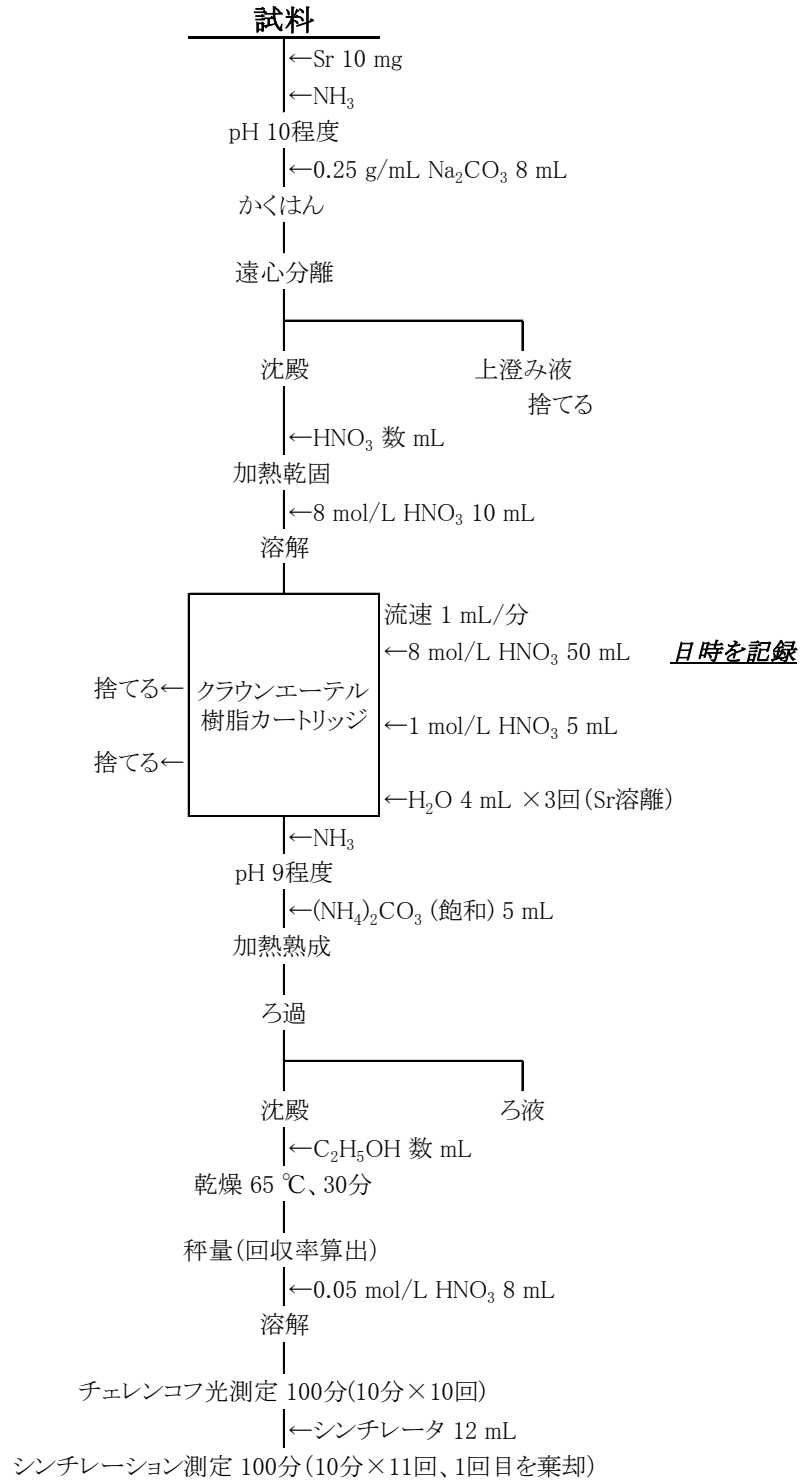 試料
←Sr 10 mg
←NH₃
pH 10程度
←0.25 g/mL Na₂CO₃ 8 mL
かくはん
遠心分離
沈殿 上澄み液
捨てる
←HNO₃ 数 mL
加熱乾固
←8 mol/L HNO₃ 10 mL
溶解
流速 1 mL/分
←8 mol/L HNO₃ 50 mL 日時を記録
捨てる← クラウンエーテル
樹脂カートリッジ ←1 mol/L HNO₃ 5 mL
捨てる←
←H₂O 4 mL ×3回(Sr溶離)
←NH₃
pH 9程度
←(NH₄)₂CO₃ (飽和) 5 mL
加熱熟成
ろ過
沈殿 ろ液
←C₂H₅OH 数 mL
乾燥 65 ℃、30分
秤量(回収率算出)
←0.05 mol/L HNO₃ 8 mL
溶解
チェレンコフ光測定 100分(10分×10回)
←シンチレータ 12 mL
シンチレーション測定 100分(10分×11回、1回目を棄却)